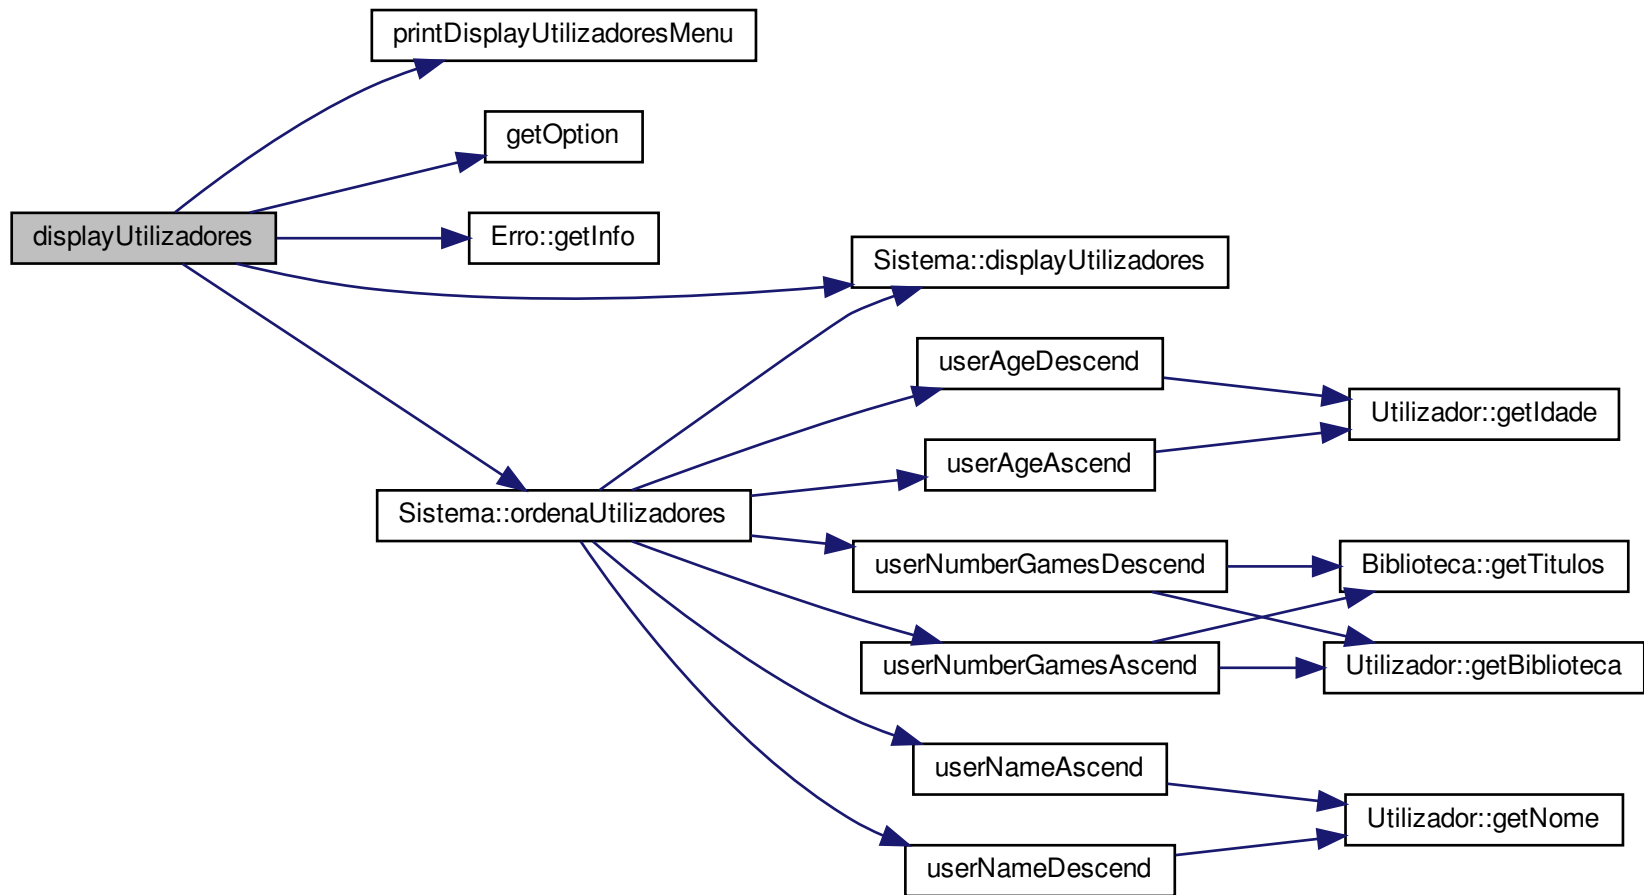 printDisplayUtilizadoresMenu
getOption
displayUtilizadores
Erro::getInfo
Sistema::displayUtilizadores
userAgeDescend
Utilizador::getIdade
userAgeAscend
Sistema::ordenaUtilizadores
userNumberGamesDescend
Biblioteca::getTitulos
userNumberGamesAscend
Utilizador::getBiblioteca
userNameAscend
Utilizador::getNome
userNameDescend